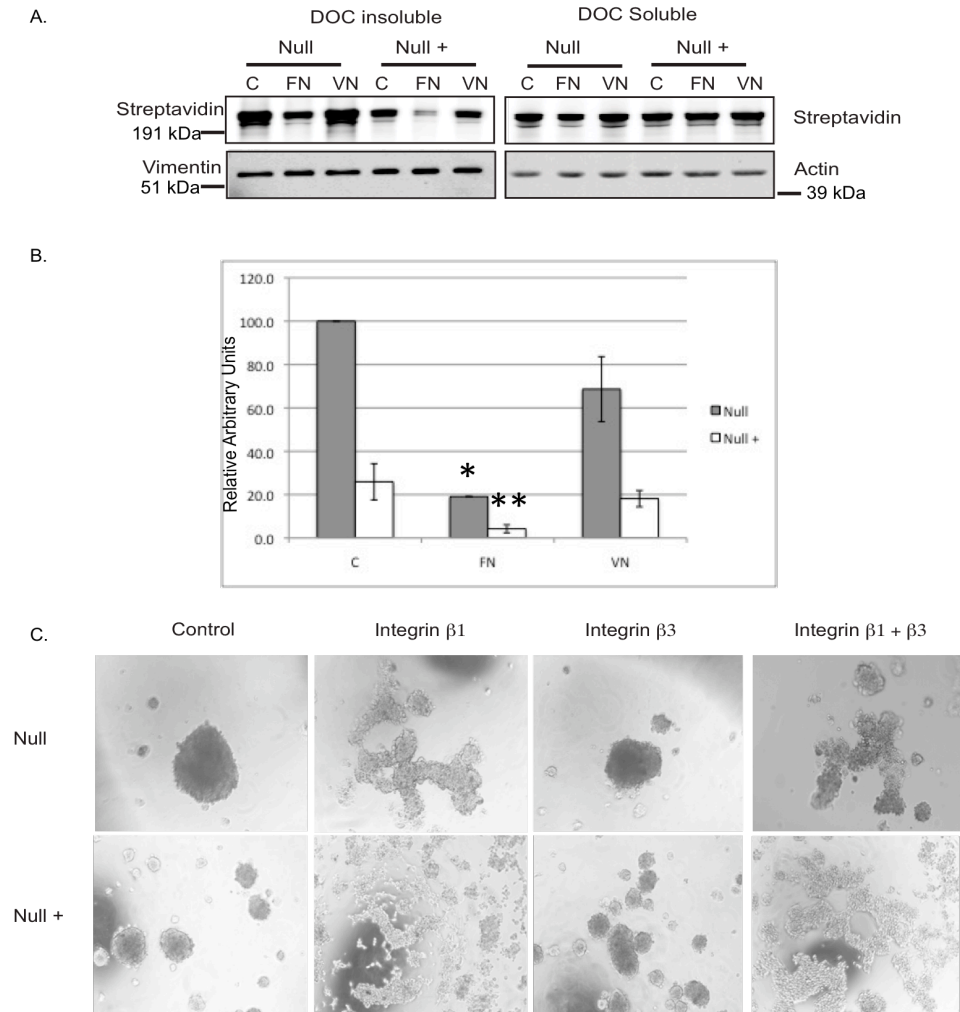 A.
DOC insoluble DOC Soluble
Null Null + Null Null +
C FN VN C FN VN C FN VN C FN VN
Streptavidin Streptavidin
191 kDa
Vimentin Actin
51 kDa 39 kDa
B.
120.0
100.0
80.0
60.0
40.0
20.0
0.0
Relative Arbitrary Units
*
**
C FN VN
Null
Null +
C.
Control Integrin β1 Integrin β3 Integrin β1 + β3
Null
Null +